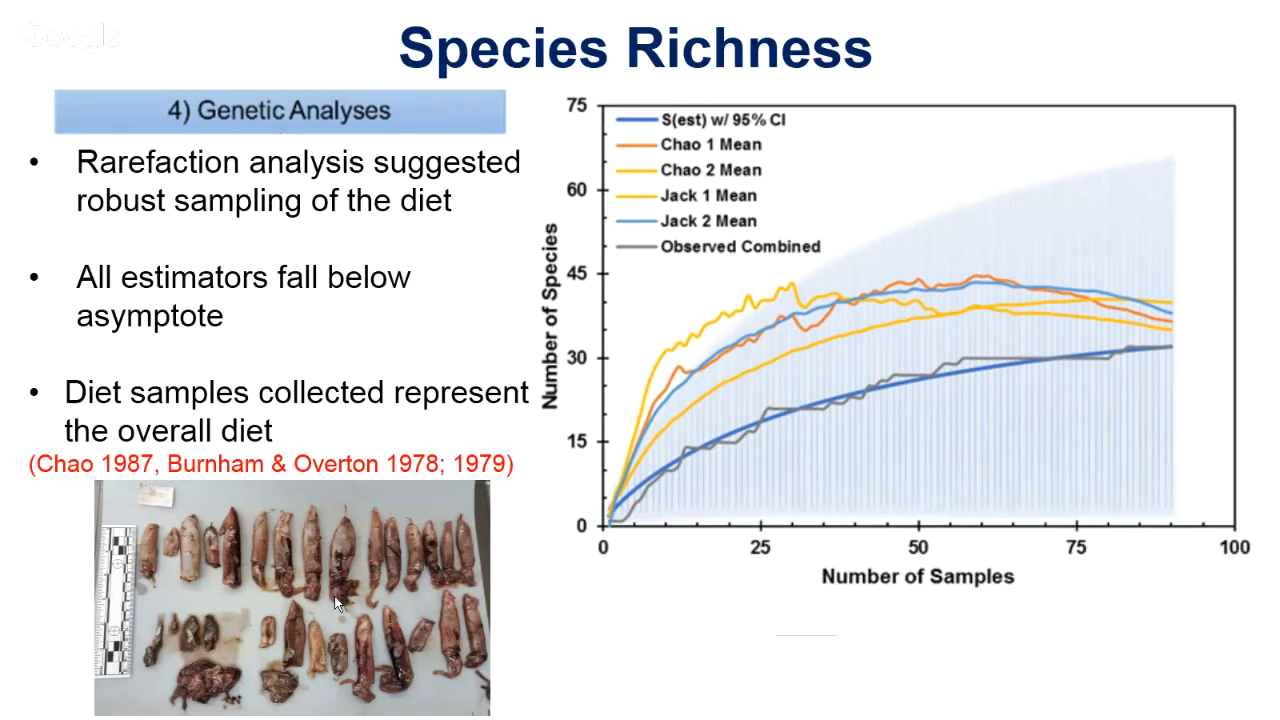 Google
Species Richness
4) Genetic Analyses
• Rarefaction analysis suggested
robust sampling of the diet
• All estimators fall below
asymptote
• Diet samples collected represent
the overall diet
(Chao 1987, Burnham & Overton 1978; 1979)
75
60
45
30
15
0
Number of Species
S(est) w/ 95% CI
Chao 1 Mean
Chao 2 Mean
Jack 1 Mean
Jack 2 Mean
Observed Combined
0 25 50 75 100
Number of Samples